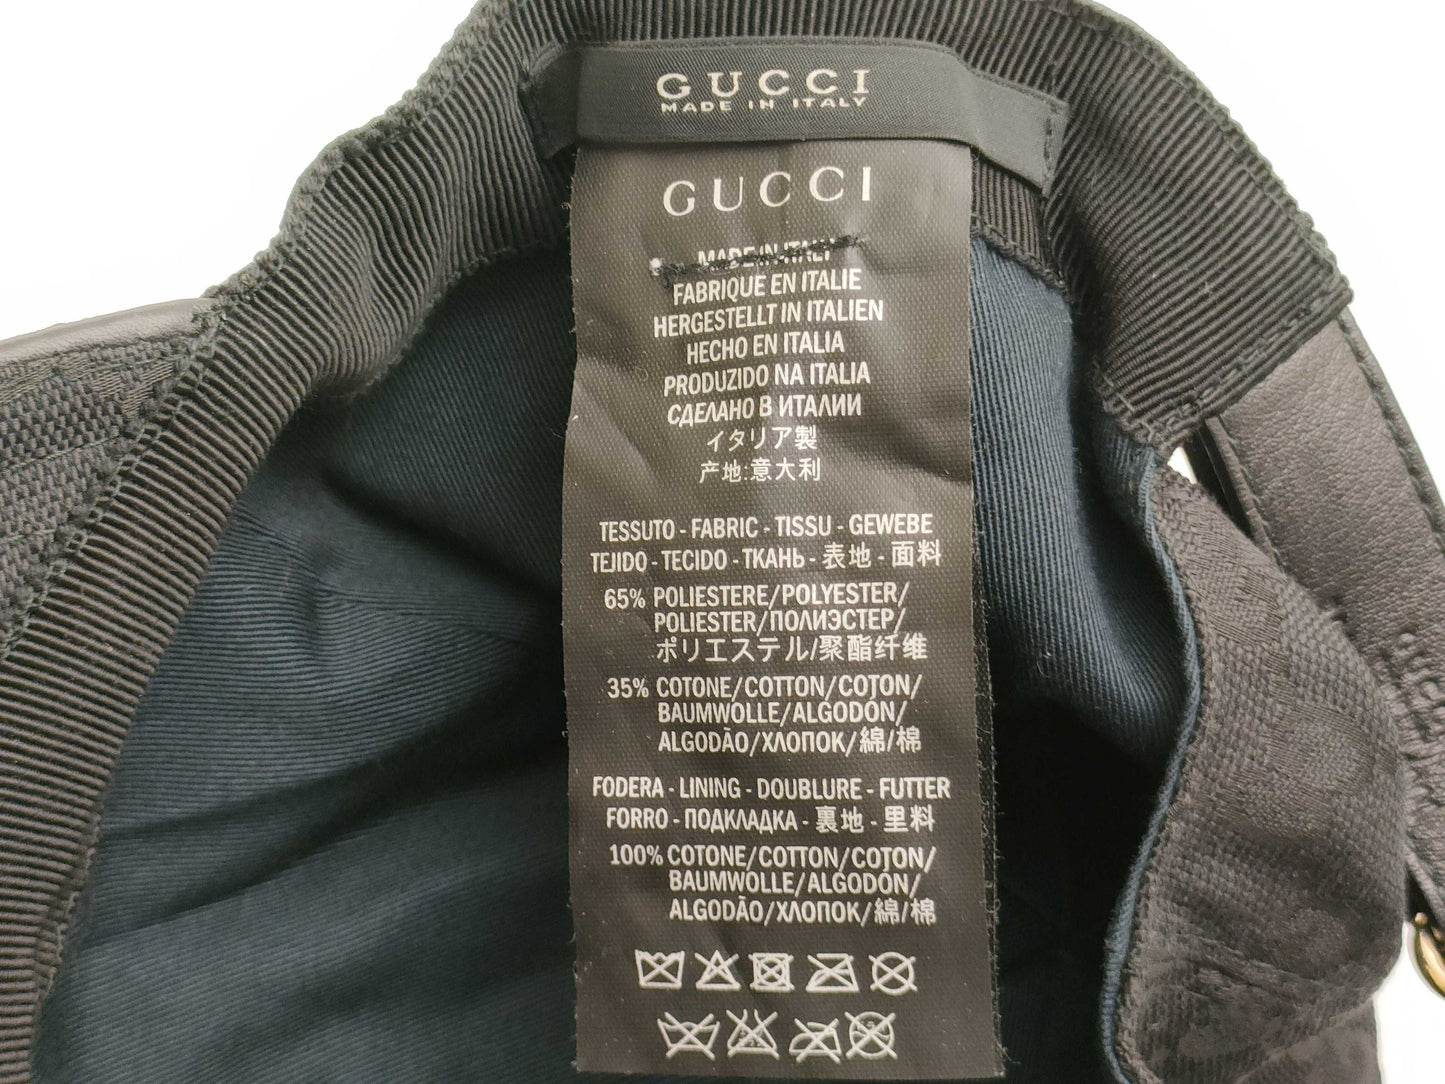 GUCCI
MADE IN ITALY
GUCCI
MADE IN ITALY
FABRIQUE EN ITALIE
HERGESTELLT IN ITALIEN
HECHO EN ITALIA
PRODUZIDO NA ITALIA
СДЕЛАНО В ИТАЛИИ
イタリア製
产地:意大利
TESSUTO - FABRIC - TISSU - GEWEBE
TEJIDO - TECIDO - ТКАНЬ - 表地 - 面料
65% POLIESTERE/POLYESTER/
POLIESTER/ПОЛИЭСТЕР/
ポリエステル/聚酯纤维
35% COTONE/COTTON/COTON/
BAUMWOLLE/ALGODÓN/
ALGODÃO/ХЛОПОК/綿/棉
FODERA - LINING - DOUBLURE - FUTTER
FORRO - ПОДКЛАДКА - 裏地 - 里料
100% COTONE/COTTON/COTON/
BAUMWOLLE/ALGODÓN/
ALGODÃO/ХЛОПОК/綿/棉